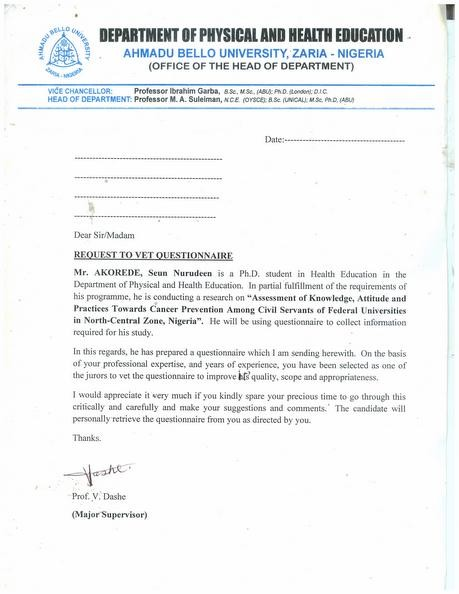 DEPARTMENT OF PHYSICAL AND HEALTH EDUCATION
AHMADU BELLO UNIVERSITY, ZARIA - NIGERIA
(OFFICE OF THE HEAD OF DEPARTMENT)
AHMADU BELLO UNIVERSITY
ZARIA - NIGERIA
VICE CHANCELLOR: Professor Ibrahim Garba, B.Sc., M.Sc., (ABU); Ph.D. (London); D.I.C.
HEAD OF DEPARTMENT: Professor M. A. Suleiman, N.C.E. (OYSCE); B.Sc. (UNICAL); M.Sc, Ph.D, (ABU)
Date:
Dear Sir/Madam
REQUEST TO VET QUESTIONNAIRE
Mr. AKOREDE, Seun Nurudeen is a Ph.D. student in Health Education in the
Department of Physical and Health Education. In partial fulfillment of the requirements of
his programme, he is conducting a research on “Assessment of Knowledge, Attitude and
Practices Towards Cancer Prevention Among Civil Servants of Federal Universities
in North-Central Zone, Nigeria”. He will be using questionnaire to collect information
required for his study.
In this regards, he has prepared a questionnaire which I am sending herewith. On the basis
of your professional expertise, and years of experience, you have been selected as one of
the jurors to vet the questionnaire to improve its quality, scope and appropriateness.
I would appreciate it very much if you kindly spare your precious time to go through this
critically and carefully and make your suggestions and comments. The candidate will
personally retrieve the questionnaire from you as directed by you.
Thanks.
Dashe
Prof. V. Dashe
(Major Supervisor)